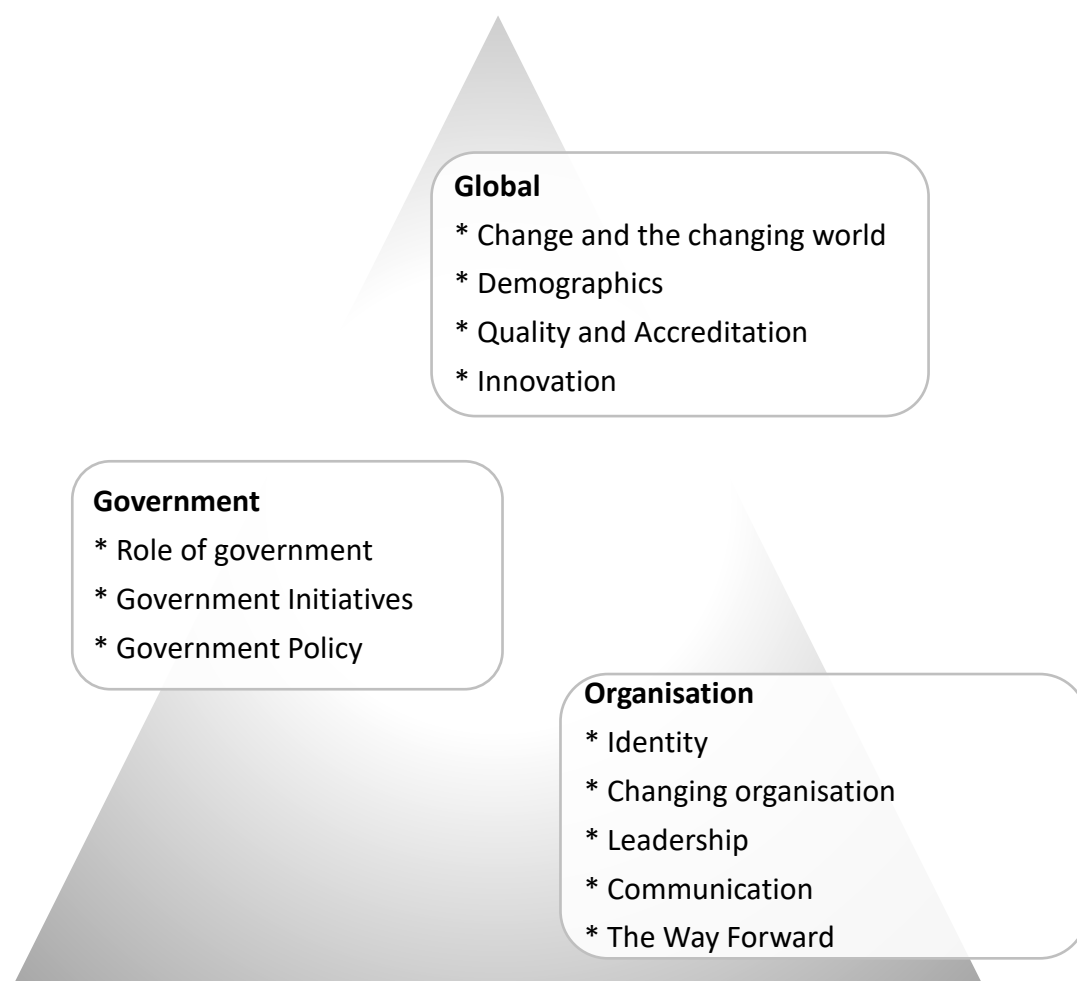 Global
* Change and the changing world
* Demographics
* Quality and Accreditation
* Innovation
Government
* Role of government
* Government Initiatives
* Government Policy
Organisation
* Identity
* Changing organisation
* Leadership
* Communication
* The Way Forward